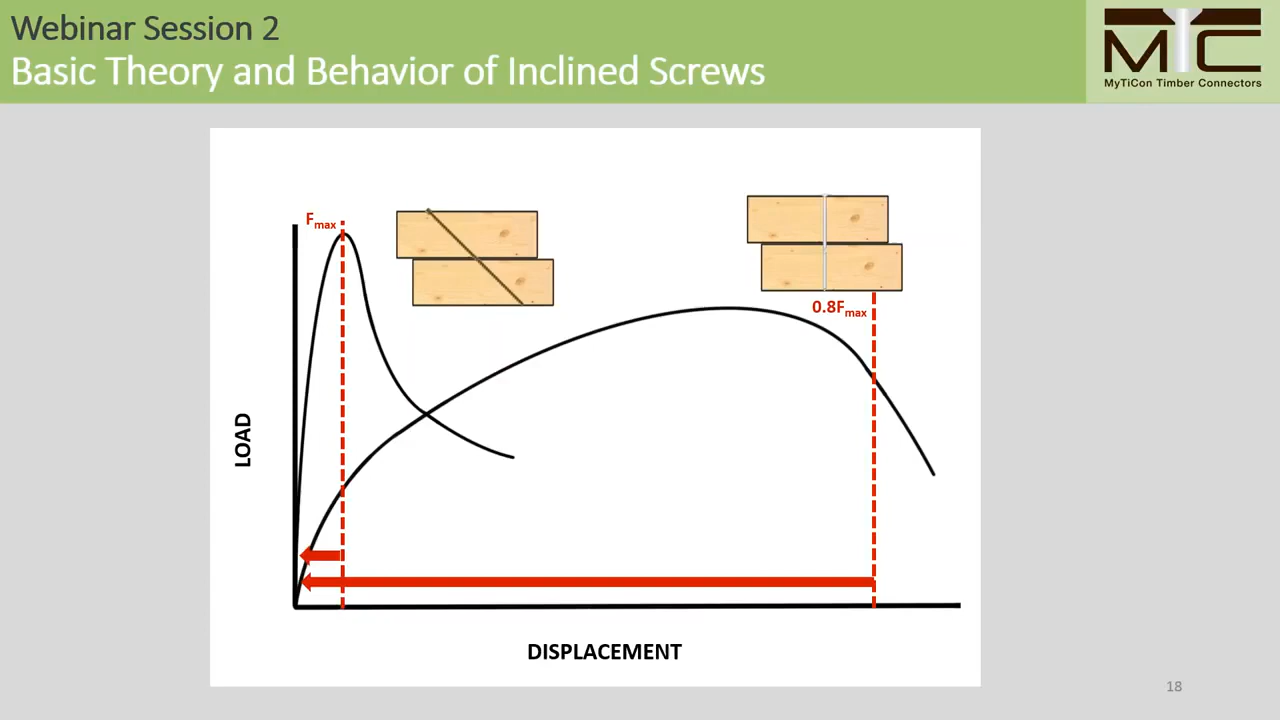 Webinar Session 2
Basic Theory and Behavior of Inclined Screws
MTC
MyTiCon Timber Connectors
Fmax
0.8Fmax
LOAD
DISPLACEMENT
18